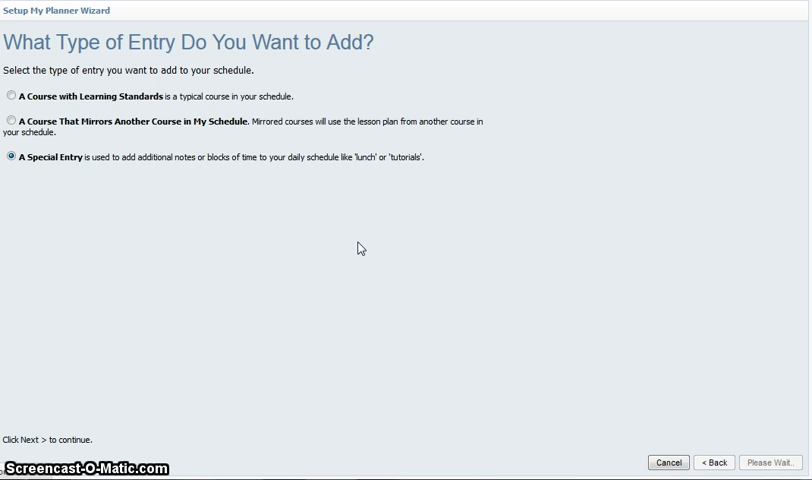 Setup My Planner Wizard
What Type of Entry Do You Want to Add?
Select the type of entry you want to add to your schedule.
A Course with Learning Standards is a typical course in your schedule.
A Course That Mirrors Another Course in My Schedule. Mirrored courses will use the lesson plan from another course in
your schedule.
A Special Entry is used to add additional notes or blocks of time to your daily schedule like 'lunch' or 'tutorials'.
Click Next > to continue.
Cancel
< Back
Please Wait..
Screencast-O-Matic.com